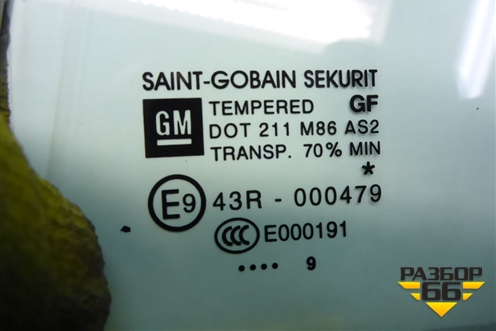 SAINT-GOBAIN SEKURIT
GM TEMPERED GF
DOT 211 M86 AS2
TRANSP. 70% MIN
*
E9 43R - 000479
CCC E000191
.... 9
РАЗБОР
66